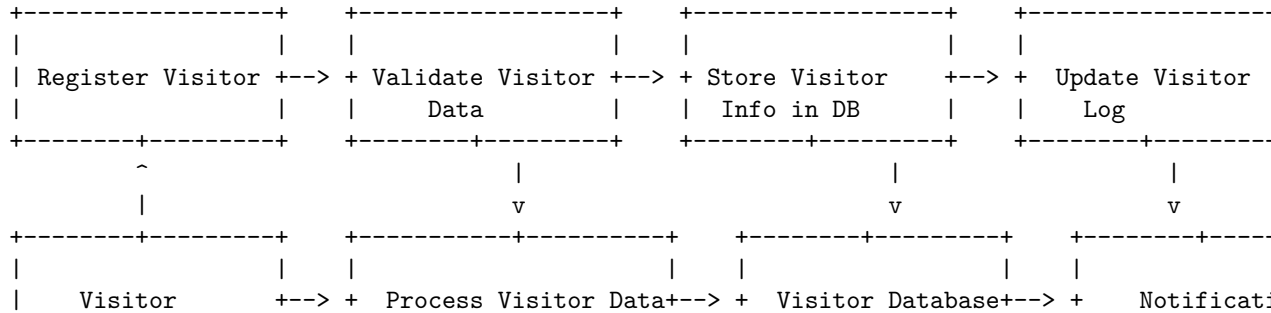 Register Visitor Validate Visitor Store Visitor Update Visitor
Data Info in DB Log
Visitor Process Visitor Data Visitor Database